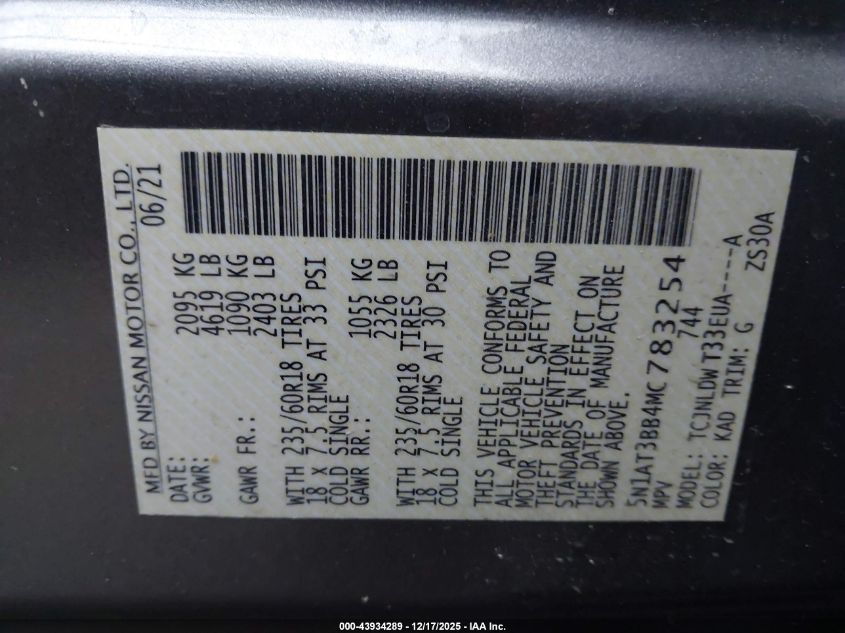 MFD BY NISSAN MOTOR CO., LTD.
DATE: 06/21
GVWR: 2095 KG
4619 LB
GAWR FR.: 1090 KG
2403 LB
WITH 235/60R18 TIRES
18 X 7.5 RIMS AT 33 PSI
COLD SINGLE
GAWR RR.: 1055 KG
2326 LB
WITH 235/60R18 TIRES
18 X 7.5 RIMS AT 30 PSI
COLD SINGLE
THIS VEHICLE CONFORMS TO
ALL APPLICABLE FEDERAL
MOTOR VEHICLE SAFETY AND
THEFT PREVENTION
STANDARDS IN EFFECT ON
THE DATE OF MANUFACTURE
SHOWN ABOVE.
5N1AT3BB4MC783254
MPV 744
MODEL: TCJNLDWT33EUA----A
COLOR: KAD TRIM: G ZS30A
000-43934289 - 12/17/2025 - IAA Inc.